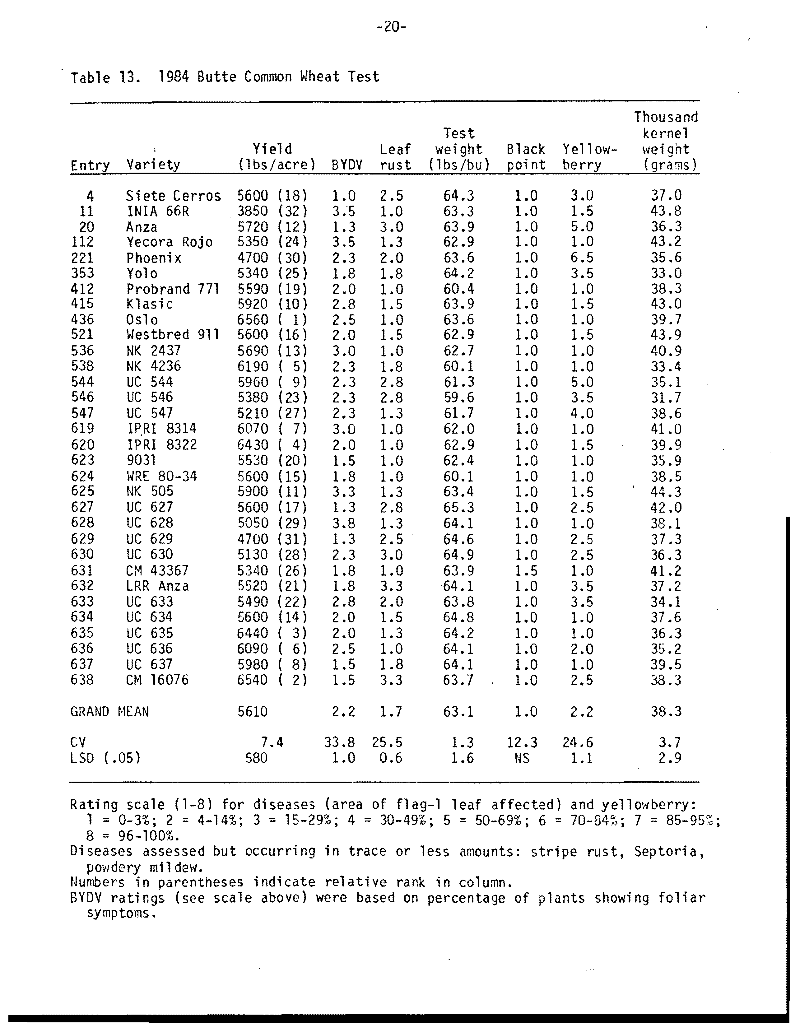 -20-
Table 13. 1984 Butte Common Wheat Test
Thousand
Test kernel
Yield Leaf weight Black Yellow- weight
Entry Variety (lbs/acre) BYDV rust (lbs/bu) point berry (grams)
4 Siete Cerros 5600 (18) 1.0 2.5 64.3 1.0 3.0 37.0
11 INIA 66R 3850 (32) 3.5 1.0 63.3 1.0 1.5 43.8
20 Anza 5720 (12) 1.3 3.0 63.9 1.0 5.0 36.3
112 Yecora Rojo 5350 (24) 3.5 1.3 62.9 1.0 1.0 43.2
221 Phoenix 4700 (30) 2.3 2.0 63.6 1.0 6.5 35.6
353 Yolo 5340 (25) 1.8 1.8 64.2 1.0 3.5 33.0
412 Probrand 771 5590 (19) 2.0 1.0 60.4 1.0 1.0 38.3
415 Klasic 5920 (10) 2.8 1.5 63.9 1.0 1.5 43.0
436 Oslo 6560 ( 1) 2.5 1.0 63.6 1.0 1.0 39.7
521 Westbred 911 5600 (16) 2.0 1.5 62.9 1.0 1.5 43.9
536 NK 2437 5690 (13) 3.0 1.0 62.7 1.0 1.0 40.9
538 NK 4236 6190 ( 5) 2.3 1.8 60.1 1.0 1.0 33.4
544 UC 544 5960 ( 9) 2.3 2.8 61.3 1.0 5.0 35.1
546 UC 546 5380 (23) 2.3 2.8 59.6 1.0 3.5 31.7
547 UC 547 5210 (27) 2.3 1.3 61.7 1.0 4.0 38.6
619 IPRI 8314 6070 ( 7) 3.0 1.0 62.0 1.0 1.0 41.0
620 IPRI 8322 6430 ( 4) 2.0 1.0 62.9 1.0 1.5 39.9
623 9031 5530 (20) 1.5 1.0 62.4 1.0 1.0 35.9
624 WRE 80-34 5600 (15) 1.8 1.0 60.1 1.0 1.0 38.5
625 NK 505 5900 (11) 3.3 1.3 63.4 1.0 1.5 44.3
627 UC 627 5600 (17) 1.3 2.8 65.3 1.0 2.5 42.0
628 UC 628 5050 (29) 3.8 1.3 64.1 1.0 1.0 38.1
629 UC 629 4700 (31) 1.3 2.5 64.6 1.0 2.5 37.3
630 UC 630 5130 (28) 2.3 3.0 64.9 1.0 2.5 36.3
631 CM 43367 5340 (26) 1.8 1.0 63.9 1.5 1.0 41.2
632 LRR Anza 5520 (21) 1.8 3.3 64.1 1.0 3.5 37.2
633 UC 633 5490 (22) 2.8 2.0 63.8 1.0 3.5 34.1
634 UC 634 5600 (14) 2.0 1.5 64.8 1.0 1.0 37.6
635 UC 635 6440 ( 3) 2.0 1.3 64.2 1.0 1.0 36.3
636 UC 636 6090 ( 6) 2.5 1.0 64.1 1.0 2.0 35.2
637 UC 637 5980 ( 8) 1.5 1.8 64.1 1.0 1.0 39.5
638 CM 16076 6540 ( 2) 1.5 3.3 63.7 1.0 2.5 38.3
GRAND MEAN 5610 2.2 1.7 63.1 1.0 2.2 38.3
CV 7.4 33.8 25.5 1.3 12.3 24.6 3.7
LSD (.05) 580 1.0 0.6 1.6 NS 1.1 2.9
Rating scale (1-8) for diseases (area of flag-1 leaf affected) and yellowberry:
1 = 0-3%; 2 = 4-14%; 3 = 15-29%; 4 = 30-49%; 5 = 50-69%; 6 = 70-84%; 7 = 85-95%;
8 = 96-100%.
Diseases assessed but occurring in trace or less amounts: stripe rust, Septoria,
powdery mildew.
Numbers in parentheses indicate relative rank in column.
BYDV ratings (see scale above) were based on percentage of plants showing foliar
symptoms.